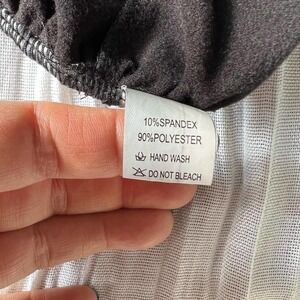 10%SPANDEX
90%POLYESTER
HAND WASH
DO NOT BLEACH